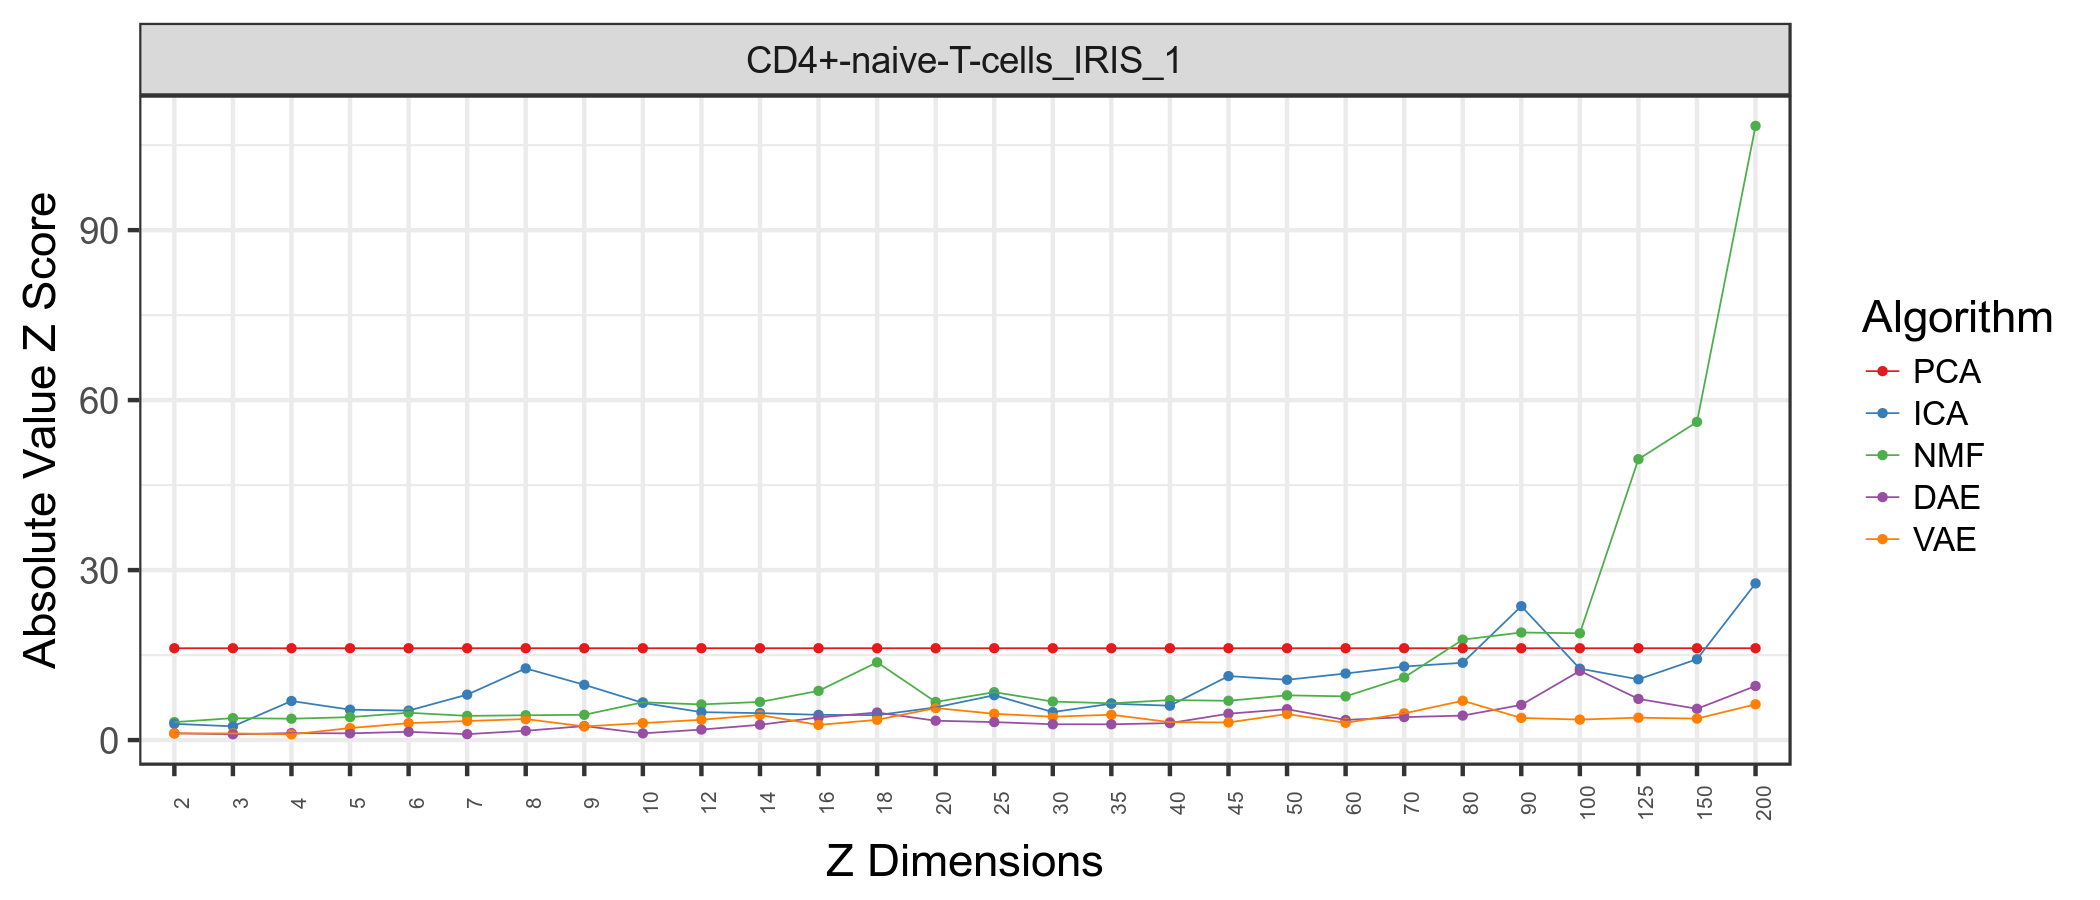 CD4+-naive-T-cells_IRIS_1
Absolute Value Z Score
90
60
30
0
2 3 4 5 6 7 8 9 10 12 14 16 18 20 25 30 35 40 45 50 60 70 80 90 100 125 150 200
Z Dimensions
Algorithm
PCA
ICA
NMF
DAE
VAE